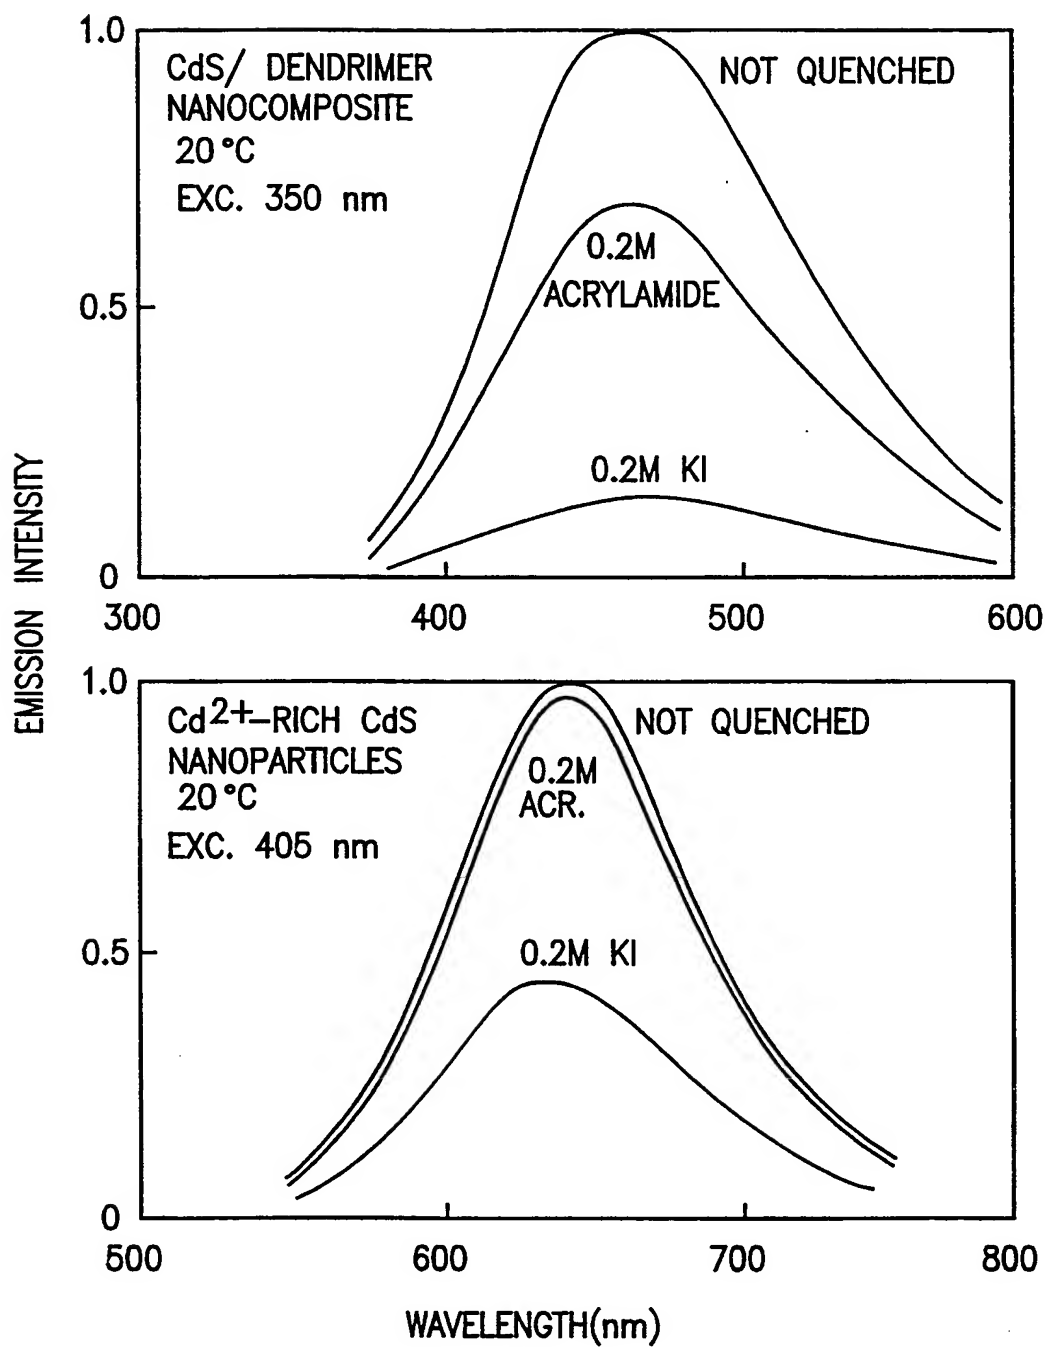 1.0
CdS/ DENDRIMER
NANOCOMPOSITE
20°C
EXC. 350 nm
NOT QUENCHED
0.2M
ACRYLAMIDE
0.5
0.2M KI
0
300
400
500
600
EMISSION INTENSITY
1.0
Cd2+-RICH CdS
NANOPARTICLES
20°C
EXC. 405 nm
NOT QUENCHED
0.2M
ACR.
0.5
0.2M KI
0
500
600
700
800
WAVELENGTH(nm)